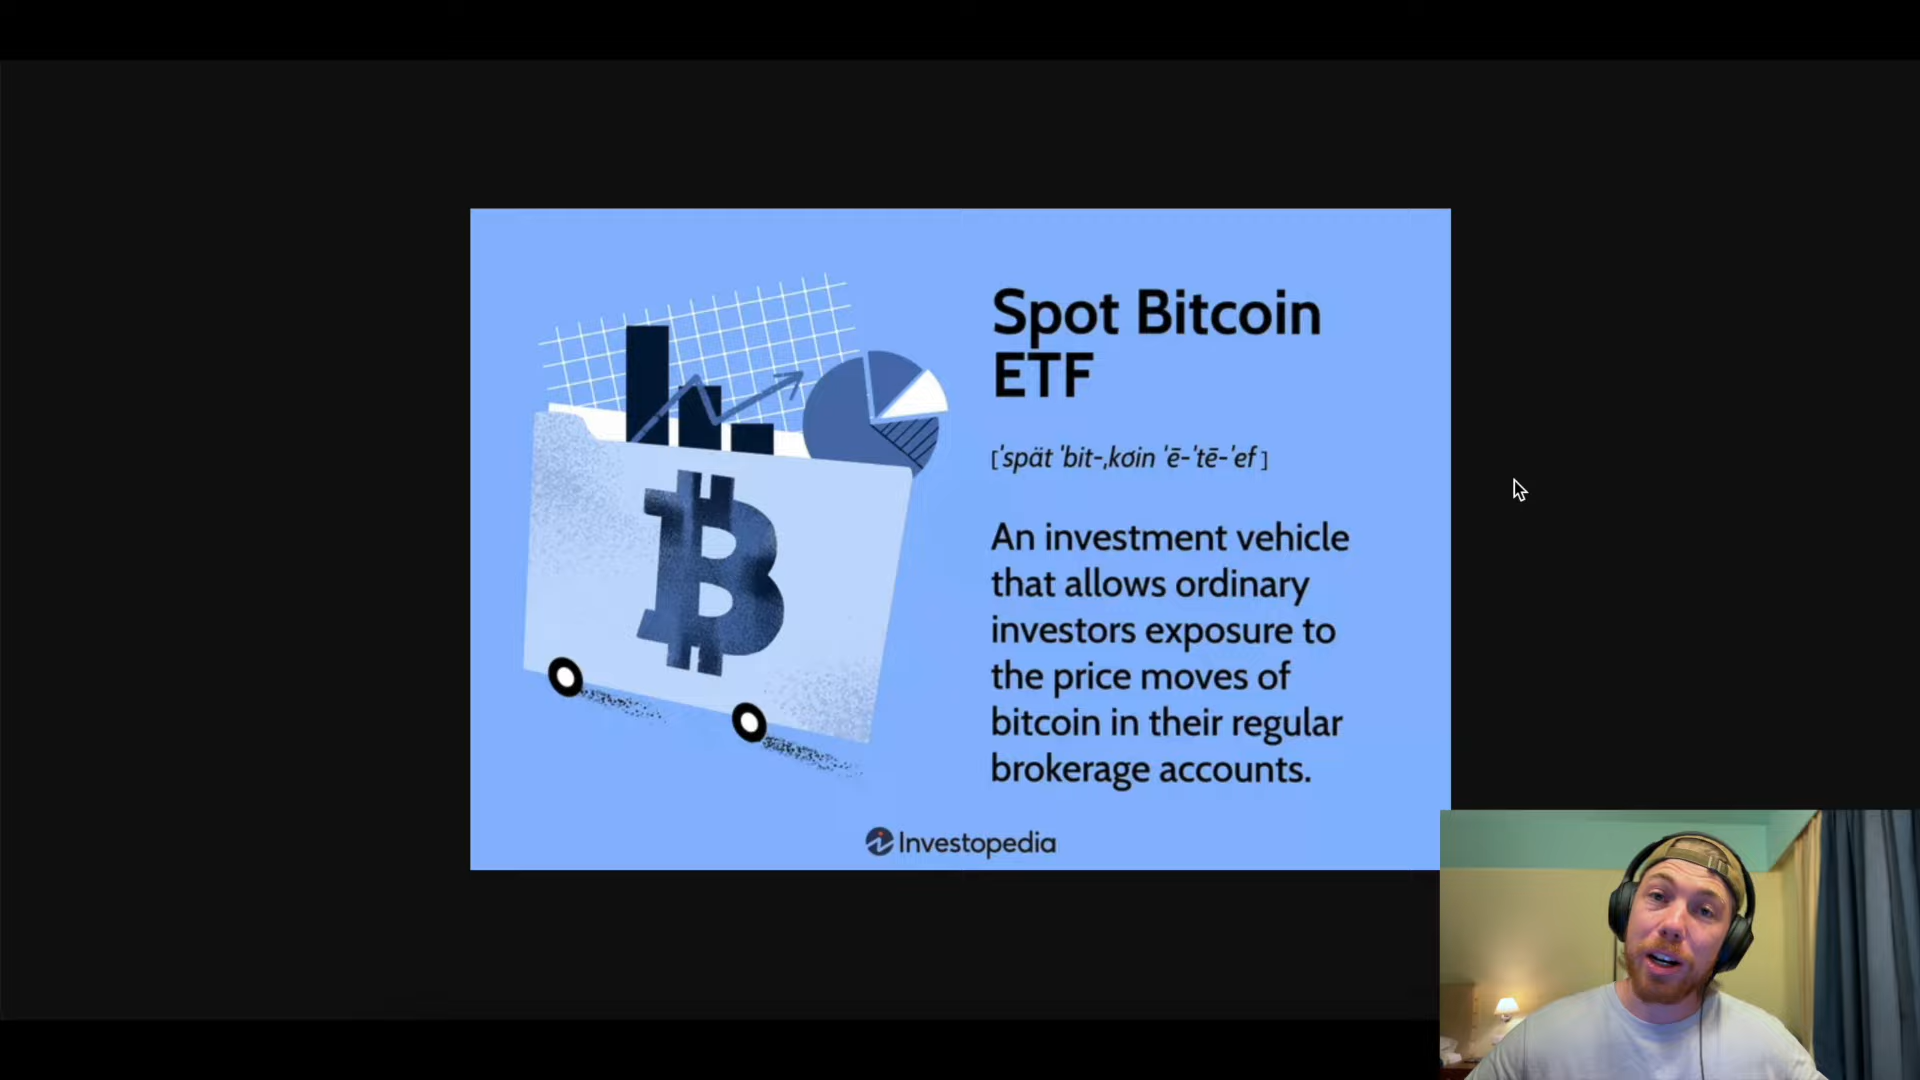 Spot Bitcoin
ETF
[ˈspät ˈbit-ˌkȯin ˈē-ˈtē-ˈef]
An investment vehicle
that allows ordinary
investors exposure to
the price moves of
bitcoin in their regular
brokerage accounts.
Investopedia